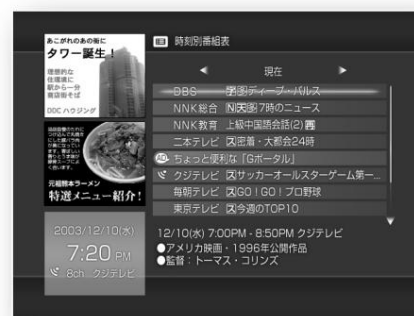 あこがれのあの街に
タワー誕生!
理想的な
住環境に
駅から一分
商店街そば
DDC ハウジング
元祖熊本ラーメン
特選メニュー紹介!
2003/12/10(水)
7:20 PM
8ch クジテレビ
時刻別番組表
◀ 現在 ▶
DBS 字図ディープ・パルス
NNK総合 N天図7時のニュース
NNK教育 上級中国語会話(2)再
二本テレビ 又密着・大都会24時
AD ちょっと便利な「Gポータル」
クジテレビ 又サッカーオールスターゲーム第一...
毎朝テレビ 又GO!GO!プロ野球
東京テレビ 又今週のTOP10
12/10(水) 7:00PM - 8:50PM クジテレビ
●アメリカ映画・1996年公開作品
●監督:トーマス・コリンズ